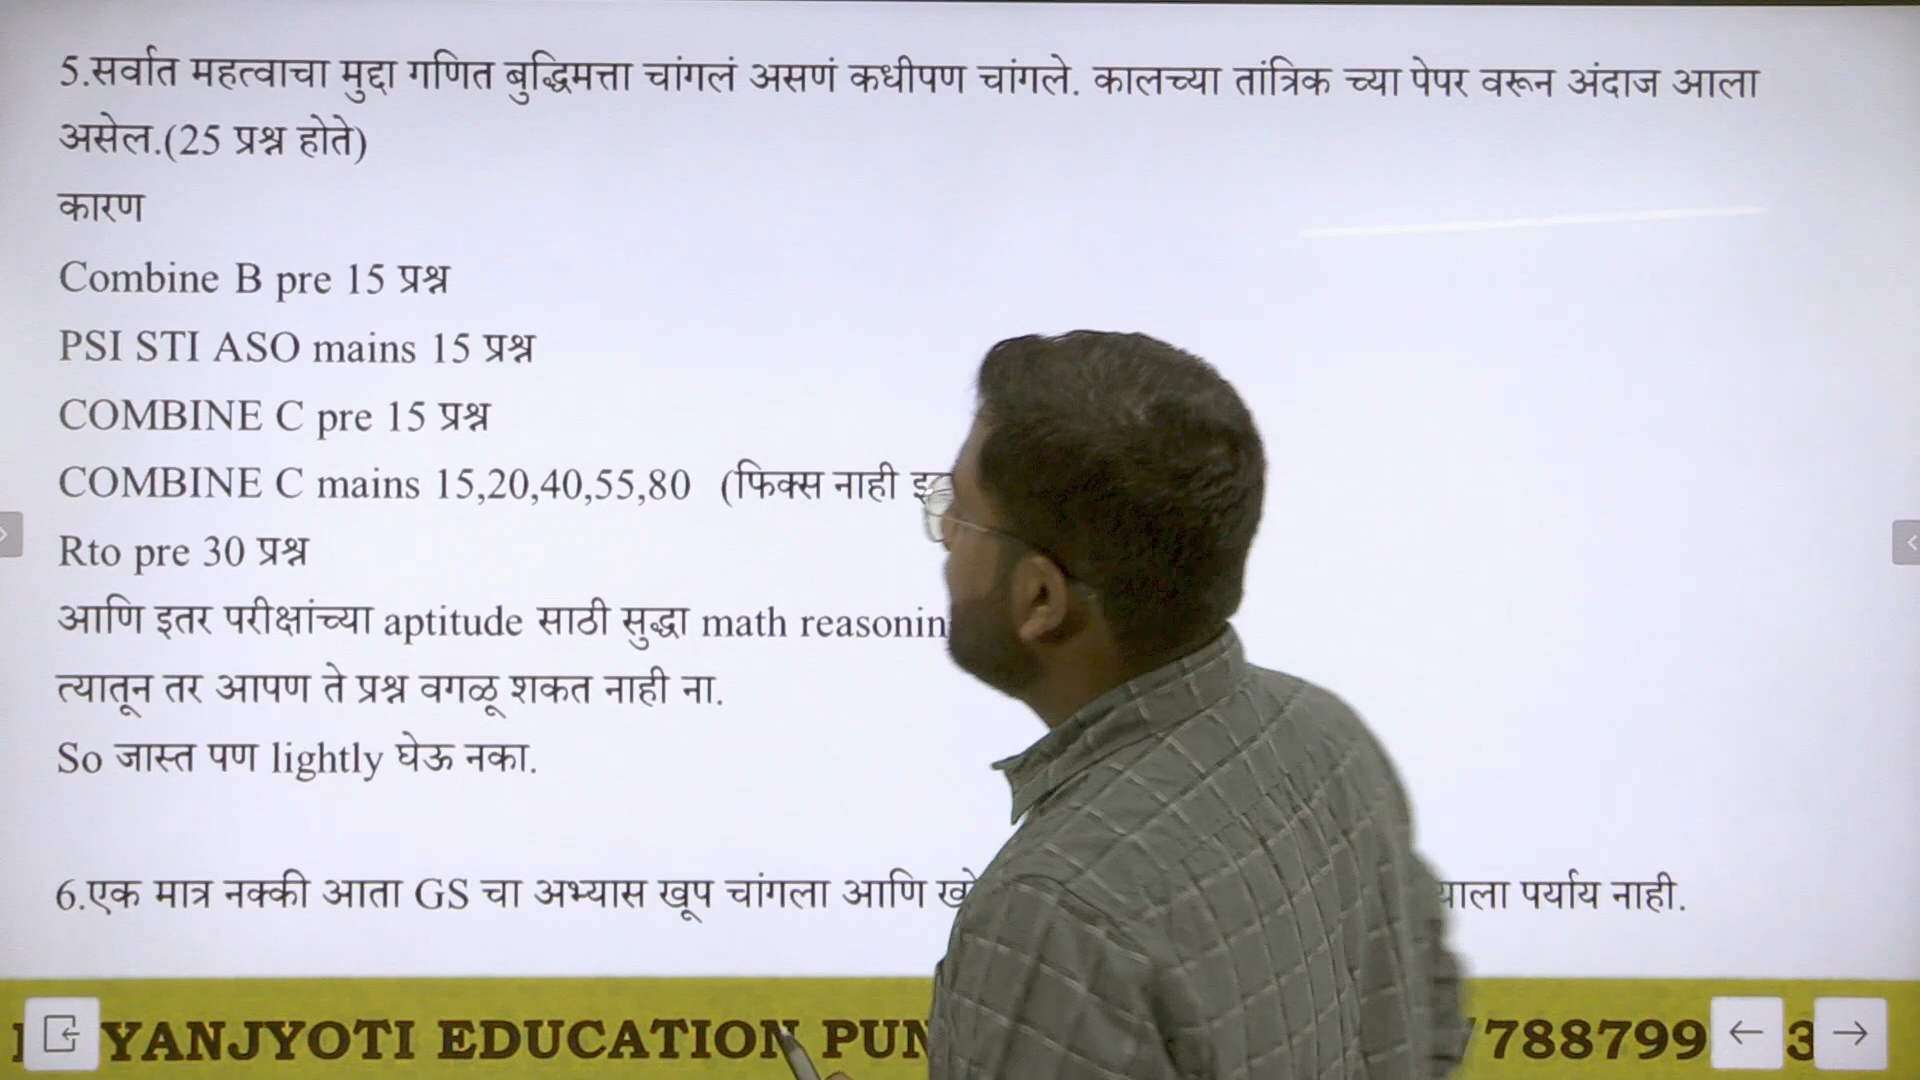 5.सर्वात महत्वाचा मुद्दा गणित बुद्धिमत्ता चांगलं असणं कधीपण चांगले. कालच्या तांत्रिक च्या पेपर वरून अंदाज आला
असेल.(25 प्रश्न होते)
कारण
Combine B pre 15 प्रश्न
PSI STI ASO mains 15 प्रश्न
COMBINE C pre 15 प्रश्न
COMBINE C mains 15,20,40,55,80 (फिक्स नाही
Rto pre 30 प्रश्न
आणि इतर परीक्षांच्या aptitude साठी सुद्धा math
त्यातून तर आपण ते प्रश्न वगळू शकत नाही ना.
So जास्त पण lightly घेऊ नका.
6.एक मात्र नक्की आता GS चा अभ्यास खूप चांगला आणि पर्याय नाही.
EDUCATION